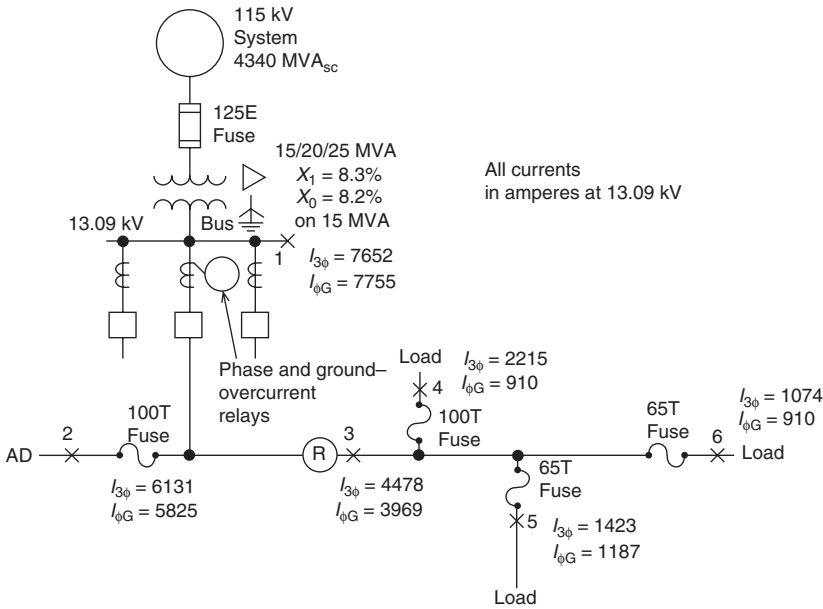 115 kV
System
4340 MVAsc
125E
Fuse
15/20/25 MVA
X1 = 8.3%
X0 = 8.2%
on 15 MVA
All currents
in amperes at 13.09 kV
13.09 kV
Bus
1
I3ϕ = 7652
IϕG = 7755
Phase and ground–
overcurrent
relays
Load
4
I3ϕ = 2215
IϕG = 910
100T
Fuse
100T
Fuse
2
AD
I3ϕ = 6131
IϕG = 5825
R
3
I3ϕ = 4478
IϕG = 3969
65T
Fuse
5
I3ϕ = 1423
IϕG = 1187
Load
65T
Fuse
6
Load
I3ϕ = 1074
IϕG = 910